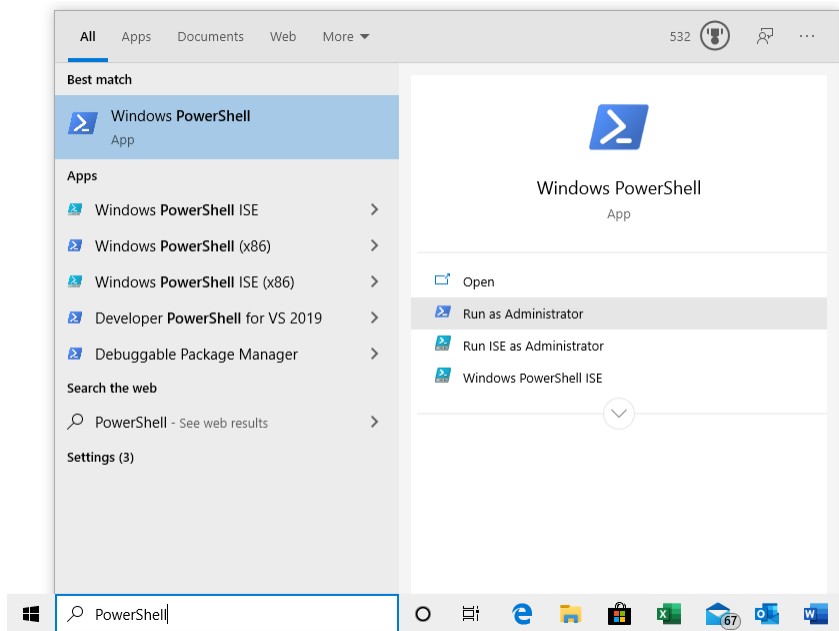 All Apps Documents Web More 532 ...
Best match
Windows PowerShell
App
Apps
Windows PowerShell ISE
Windows PowerShell (x86)
Windows PowerShell ISE (x86)
Developer PowerShell for VS 2019
Debuggable Package Manager
Search the web
PowerShell - See web results
Settings (3)
Windows PowerShell
App
Open
Run as Administrator
Run ISE as Administrator
Windows PowerShell ISE
PowerShell
67